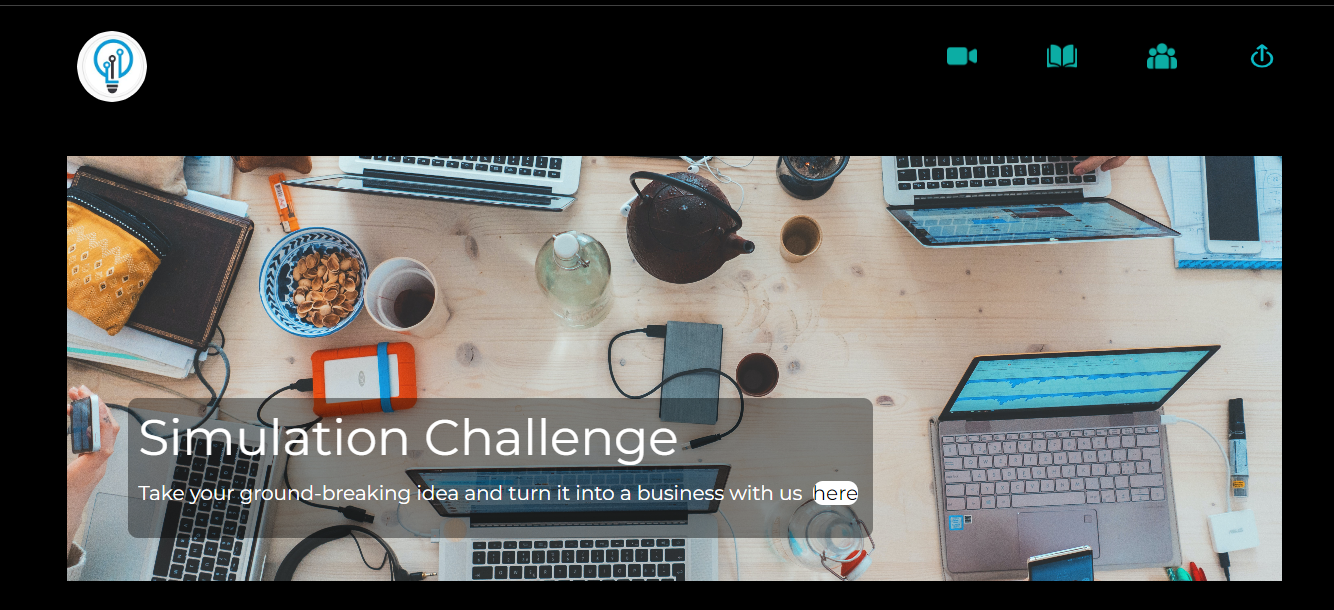 Simulation Challenge
Take your ground-breaking idea and turn it into a business with us here